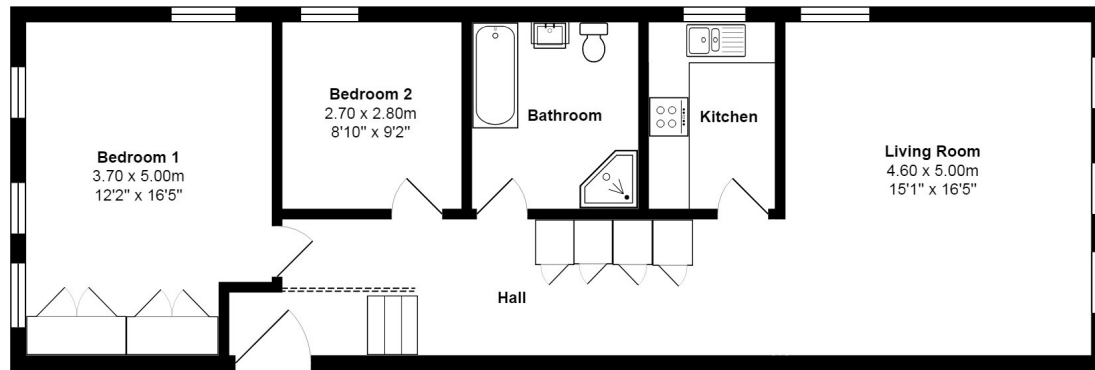 Bedroom 1
3.70 x 5.00m
12'2" x 16'5"
Bedroom 2
2.70 x 2.80m
8'10" x 9'2"
Bathroom
Kitchen
Living Room
4.60 x 5.00m
15'1" x 16'5"
Hall